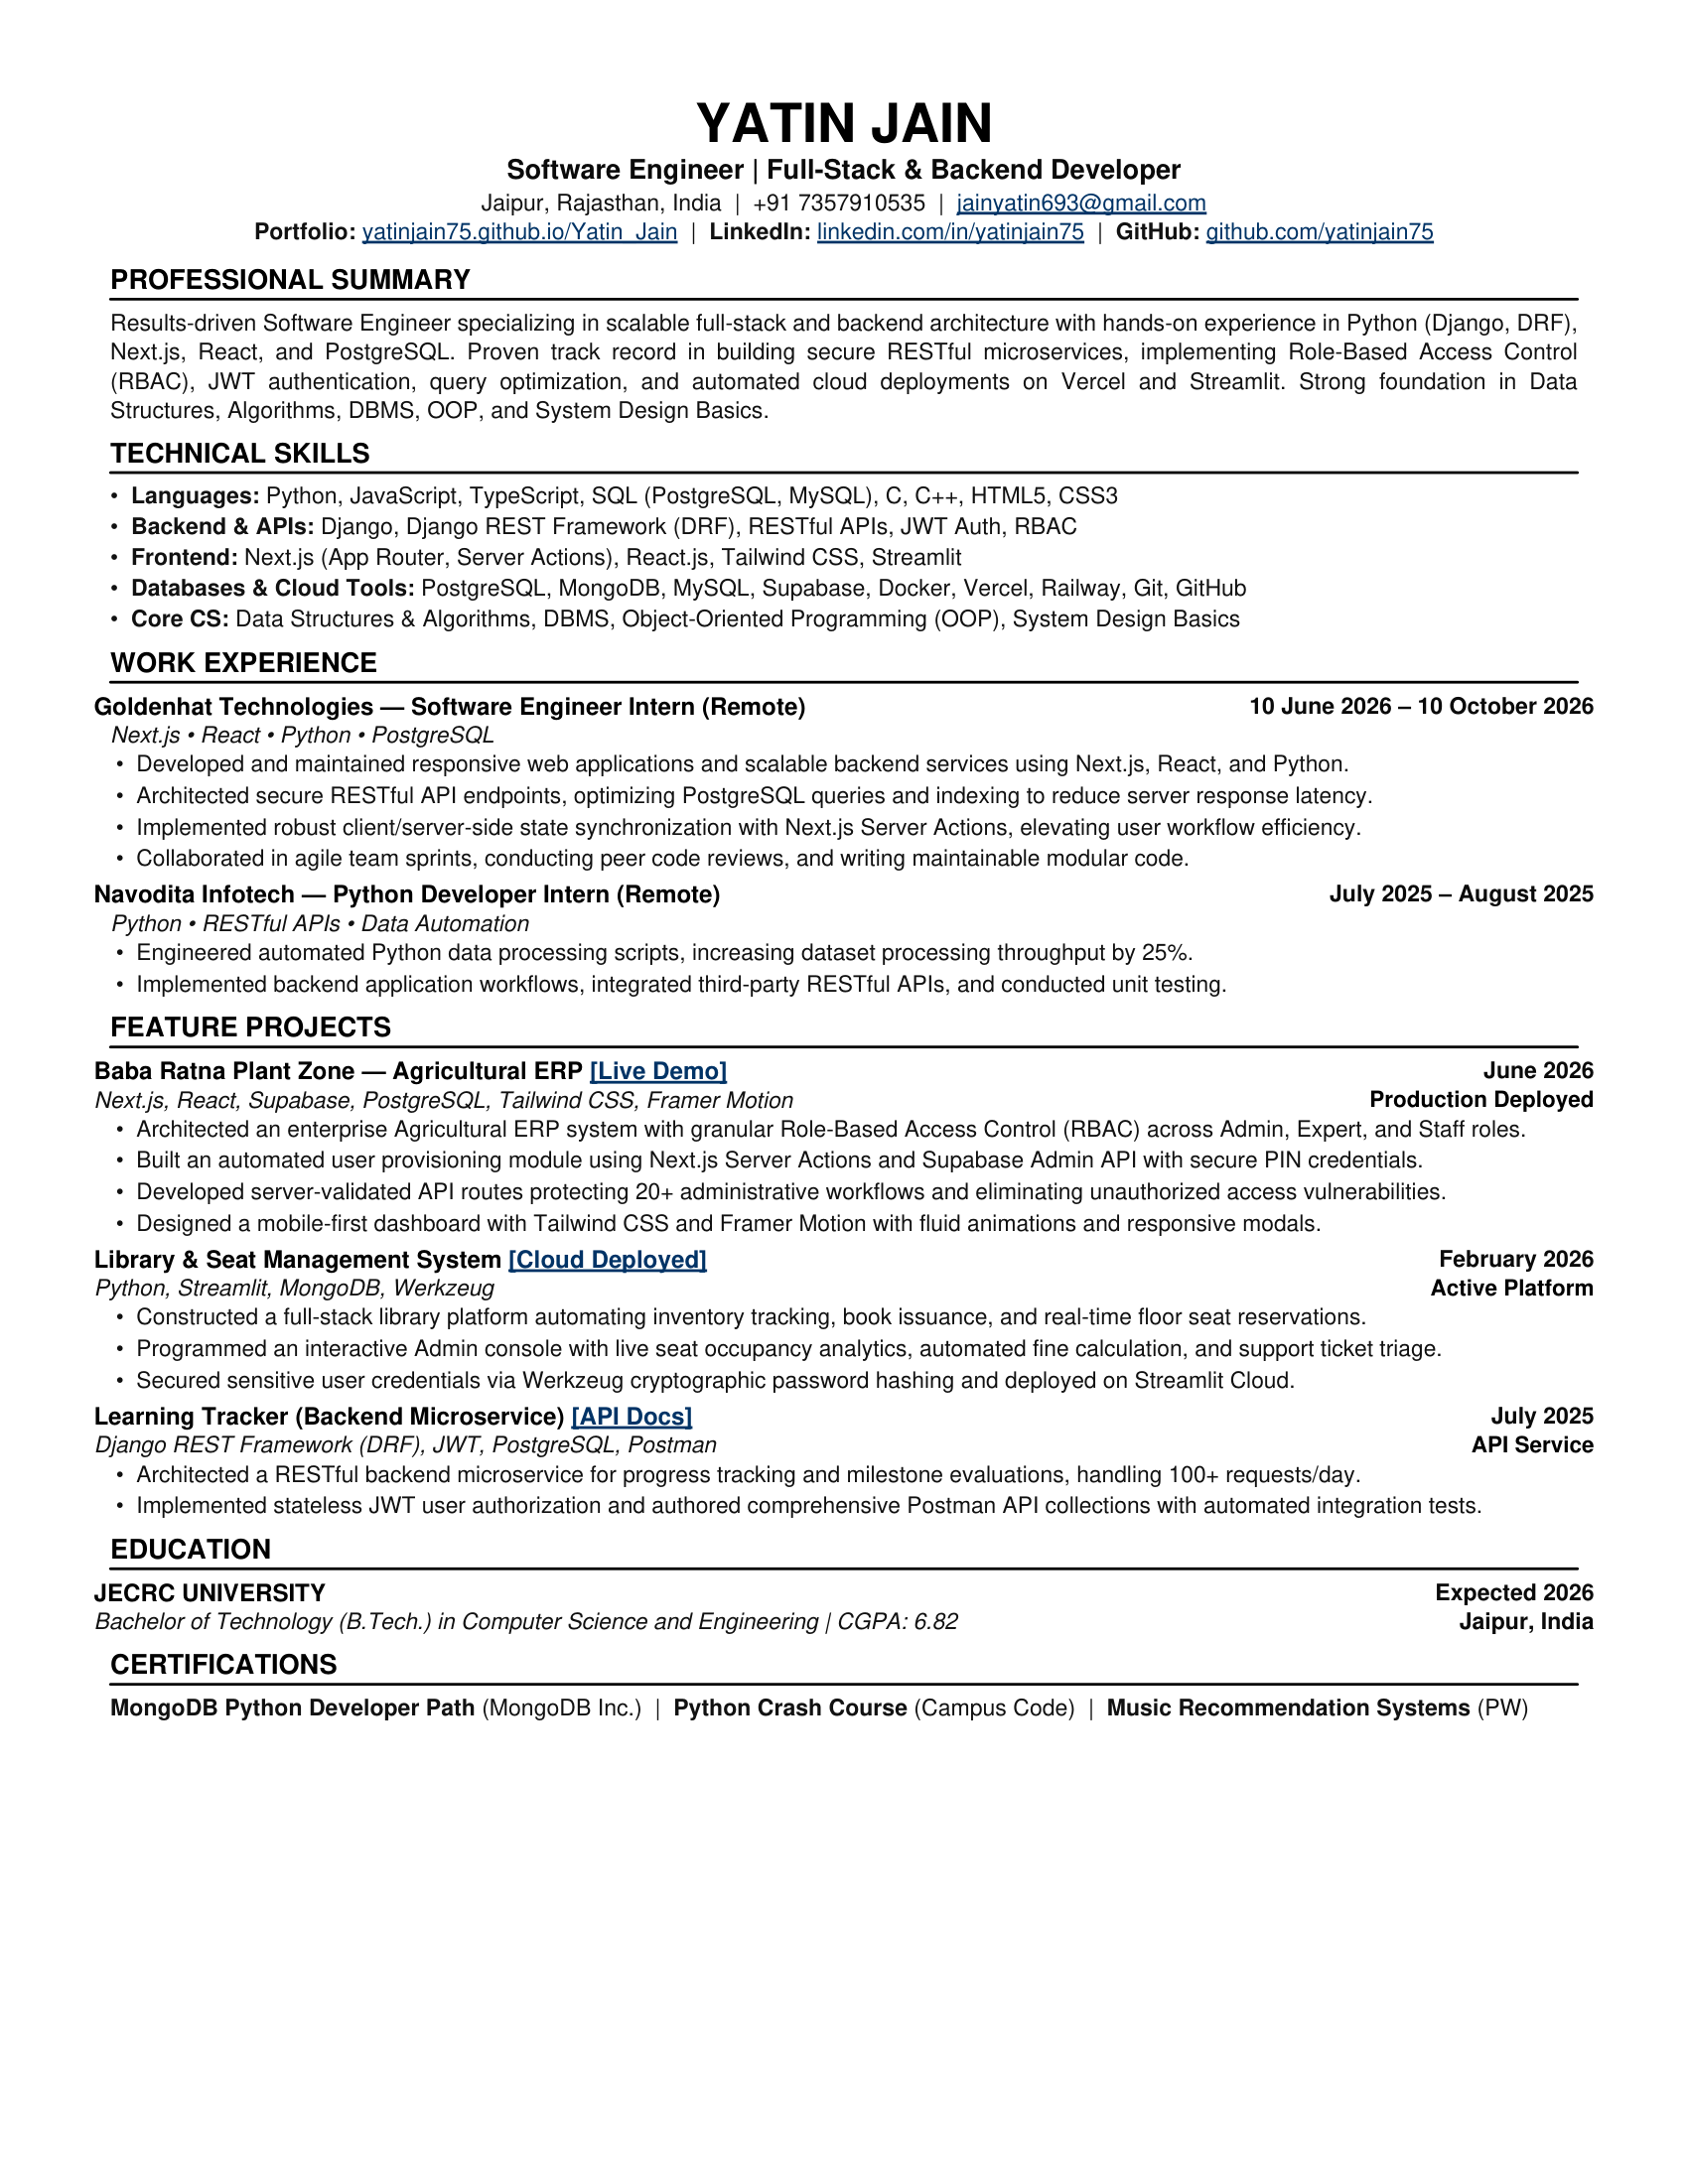 YATIN JAIN
Software Engineer | Full-Stack & Backend Developer
Jaipur, Rajasthan, India | +91 7357910535 | jainyatin693@gmail.com
Portfolio: yatinjain75.github.io/Yatin_Jain | LinkedIn: linkedin.com/in/yatinjain75 | GitHub: github.com/yatinjain75
PROFESSIONAL SUMMARY
Results-driven Software Engineer specializing in scalable full-stack and backend architecture with hands-on experience in Python (Django, DRF),
Next.js, React, and PostgreSQL. Proven track record in building secure RESTful microservices, implementing Role-Based Access Control
(RBAC), JWT authentication, query optimization, and automated cloud deployments on Vercel and Streamlit. Strong foundation in Data
Structures, Algorithms, DBMS, OOP, and System Design Basics.
TECHNICAL SKILLS
• Languages: Python, JavaScript, TypeScript, SQL (PostgreSQL, MySQL), C, C++, HTML5, CSS3
• Backend & APIs: Django, Django REST Framework (DRF), RESTful APIs, JWT Auth, RBAC
• Frontend: Next.js (App Router, Server Actions), React.js, Tailwind CSS, Streamlit
• Databases & Cloud Tools: PostgreSQL, MongoDB, MySQL, Supabase, Docker, Vercel, Railway, Git, GitHub
• Core CS: Data Structures & Algorithms, DBMS, Object-Oriented Programming (OOP), System Design Basics
WORK EXPERIENCE
Goldenhat Technologies — Software Engineer Intern (Remote) 10 June 2026 – 10 October 2026
Next.js • React • Python • PostgreSQL
• Developed and maintained responsive web applications and scalable backend services using Next.js, React, and Python.
• Architected secure RESTful API endpoints, optimizing PostgreSQL queries and indexing to reduce server response latency.
• Implemented robust client/server-side state synchronization with Next.js Server Actions, elevating user workflow efficiency.
• Collaborated in agile team sprints, conducting peer code reviews, and writing maintainable modular code.
Navodita Infotech — Python Developer Intern (Remote) July 2025 – August 2025
Python • RESTful APIs • Data Automation
• Engineered automated Python data processing scripts, increasing dataset processing throughput by 25%.
• Implemented backend application workflows, integrated third-party RESTful APIs, and conducted unit testing.
FEATURE PROJECTS
Baba Ratna Plant Zone — Agricultural ERP [Live Demo] June 2026
Next.js, React, Supabase, PostgreSQL, Tailwind CSS, Framer Motion Production Deployed
• Architected an enterprise Agricultural ERP system with granular Role-Based Access Control (RBAC) across Admin, Expert, and Staff roles.
• Built an automated user provisioning module using Next.js Server Actions and Supabase Admin API with secure PIN credentials.
• Developed server-validated API routes protecting 20+ administrative workflows and eliminating unauthorized access vulnerabilities.
• Designed a mobile-first dashboard with Tailwind CSS and Framer Motion with fluid animations and responsive modals.
Library & Seat Management System [Cloud Deployed] February 2026
Python, Streamlit, MongoDB, Werkzeug Active Platform
• Constructed a full-stack library platform automating inventory tracking, book issuance, and real-time floor seat reservations.
• Programmed an interactive Admin console with live seat occupancy analytics, automated fine calculation, and support ticket triage.
• Secured sensitive user credentials via Werkzeug cryptographic password hashing and deployed on Streamlit Cloud.
Learning Tracker (Backend Microservice) [API Docs] July 2025
Django REST Framework (DRF), JWT, PostgreSQL, Postman API Service
• Architected a RESTful backend microservice for progress tracking and milestone evaluations, handling 100+ requests/day.
• Implemented stateless JWT user authorization and authored comprehensive Postman API collections with automated integration tests.
EDUCATION
JECRC UNIVERSITY Expected 2026
Bachelor of Technology (B.Tech.) in Computer Science and Engineering | CGPA: 6.82 Jaipur, India
CERTIFICATIONS
MongoDB Python Developer Path (MongoDB Inc.) | Python Crash Course (Campus Code) | Music Recommendation Systems (PW)